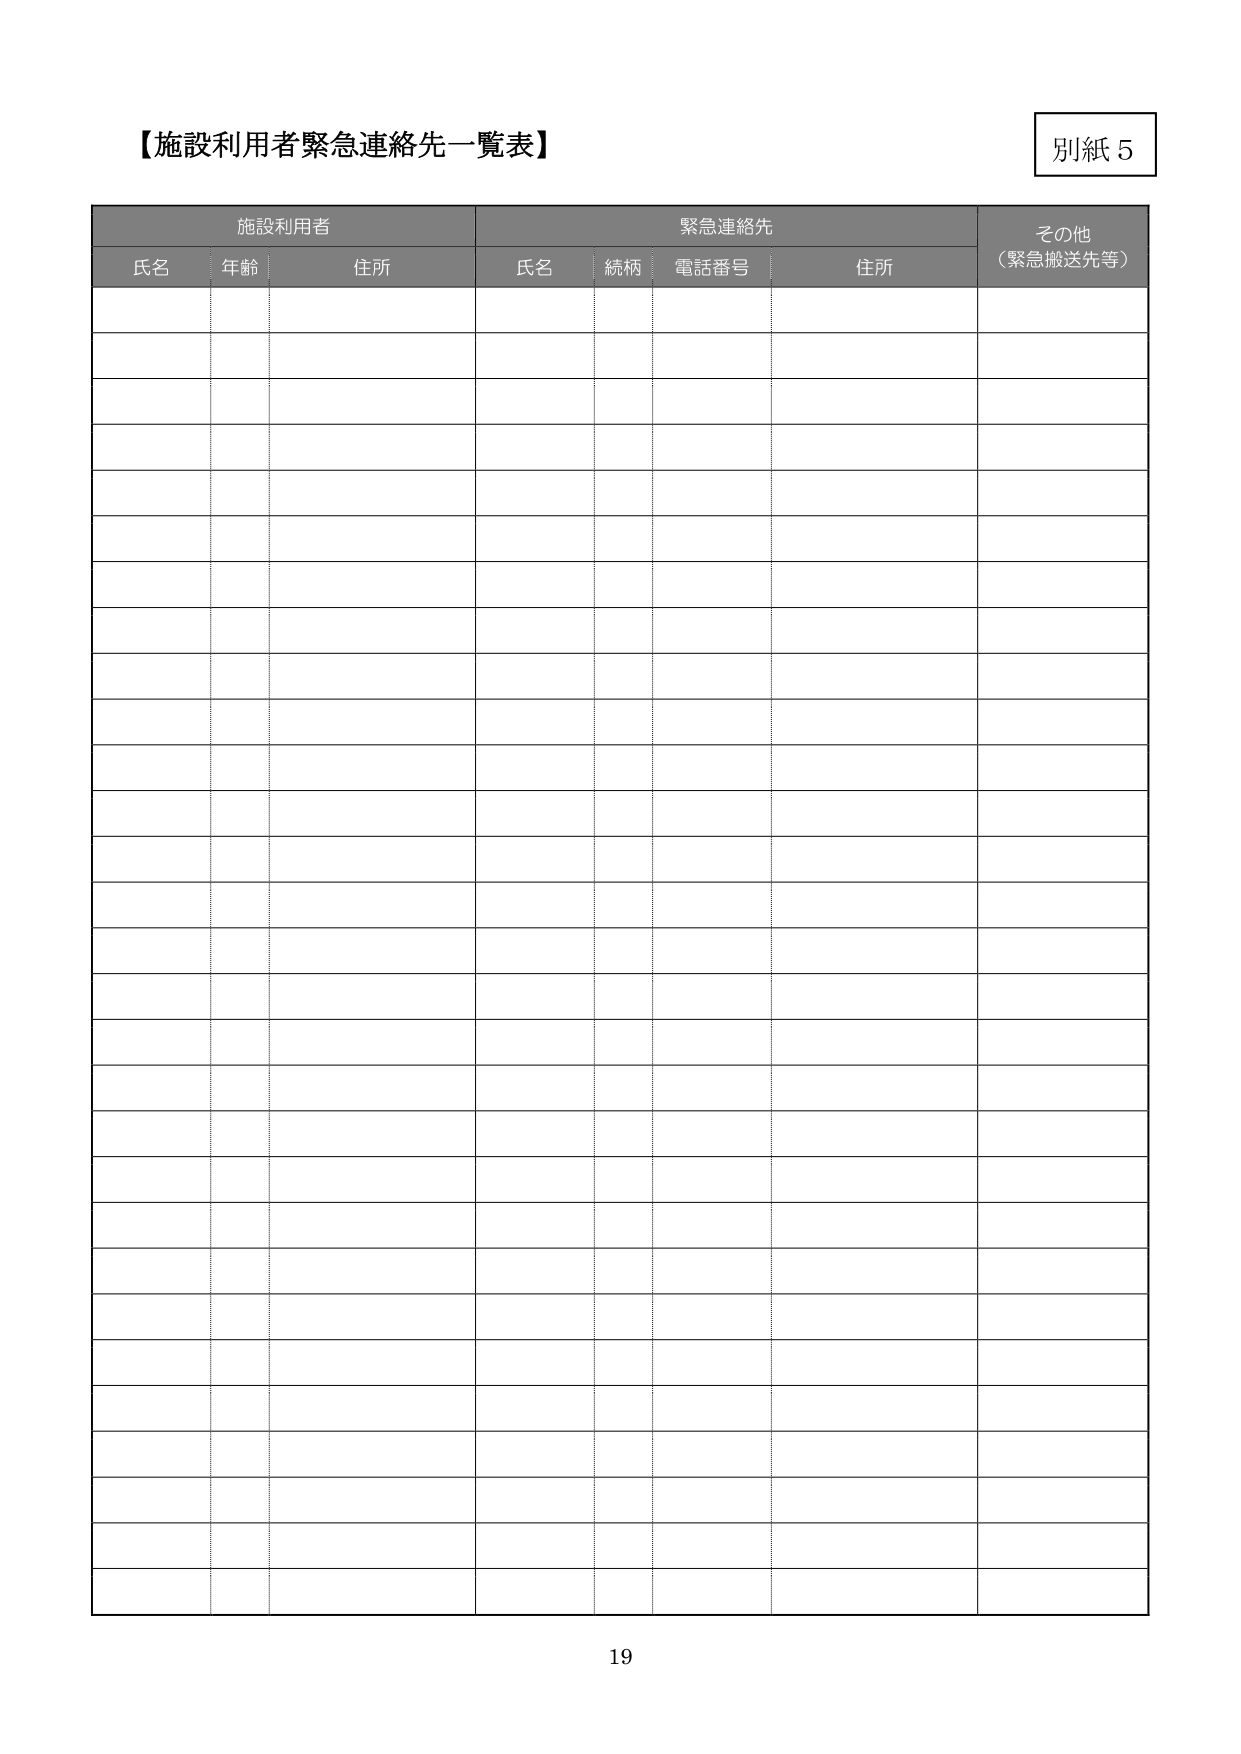 【施設利用者緊急連絡先一覧表】
別紙５
施設利用者 緊急連絡先 その他
（緊急搬送先等）
氏名 年齢 住所 氏名 続柄 電話番号 住所
19